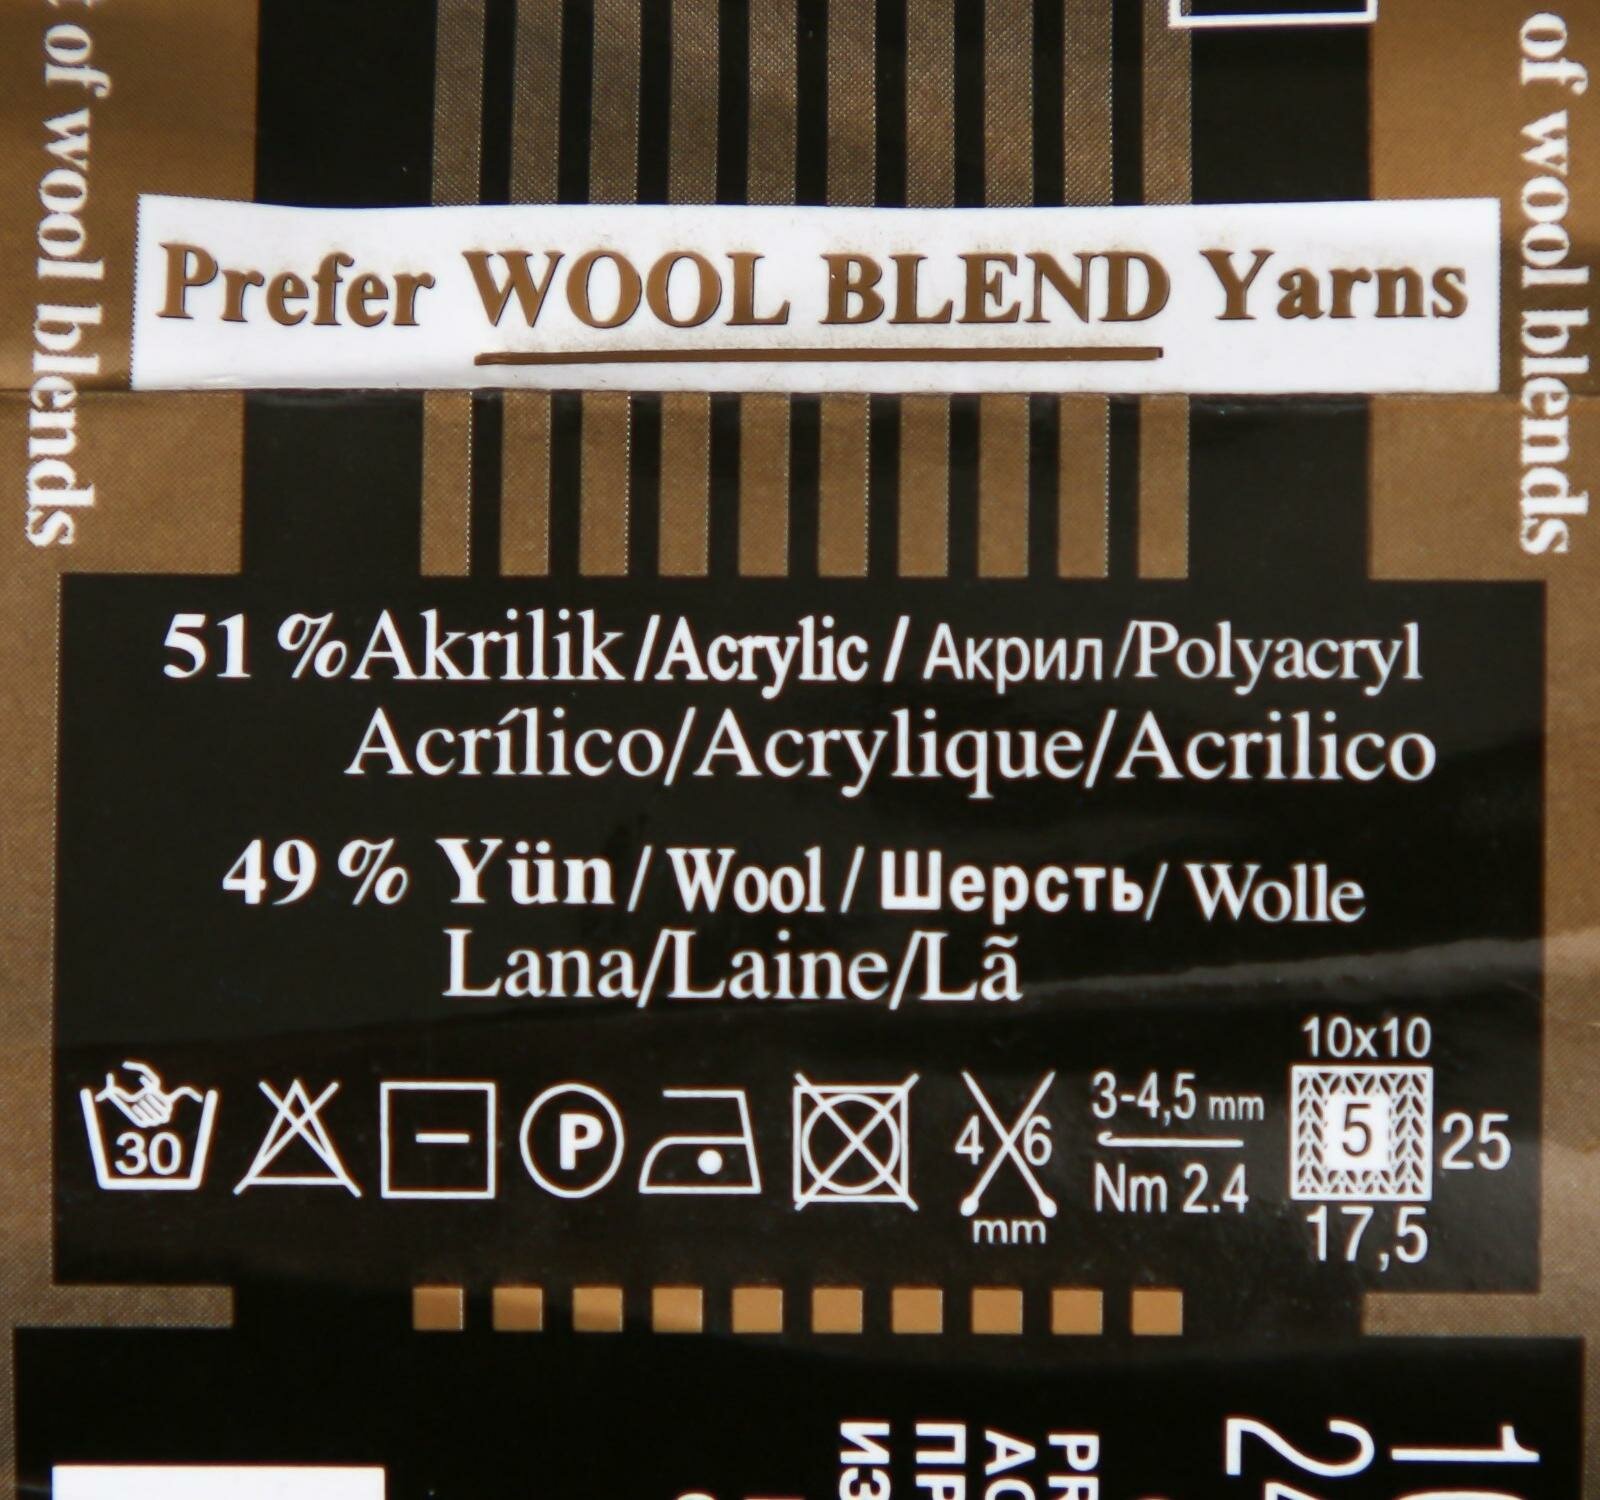 of wool blends
of wool blends
Prefer WOOL BLEND Yarns
51 % Akrilik / Acrylic / Акрил / Polyacryl
Acrílico/Acrylique/Acrilico
49 % Yün / Wool / Шерсть / Wolle
Lana/Laine/Lã
30
P
4 6
mm
3-4,5 mm
Nm 2.4
10x10
5
25
17,5